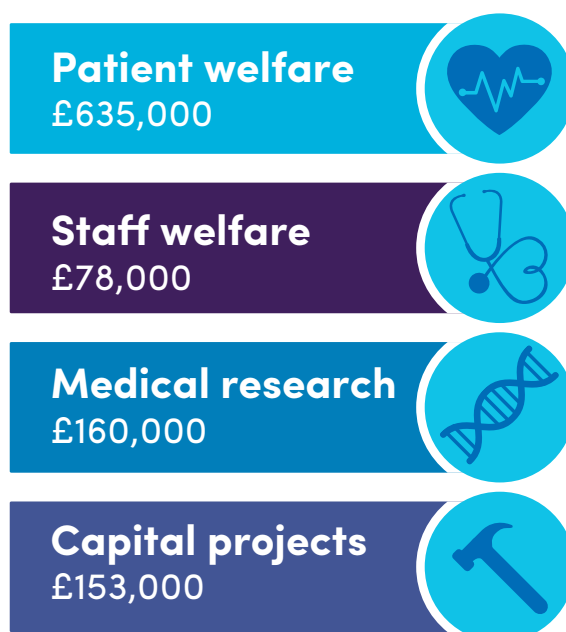 Patient welfare
£635,000
Staff welfare
£78,000
Medical research
£160,000
Capital projects
£153,000